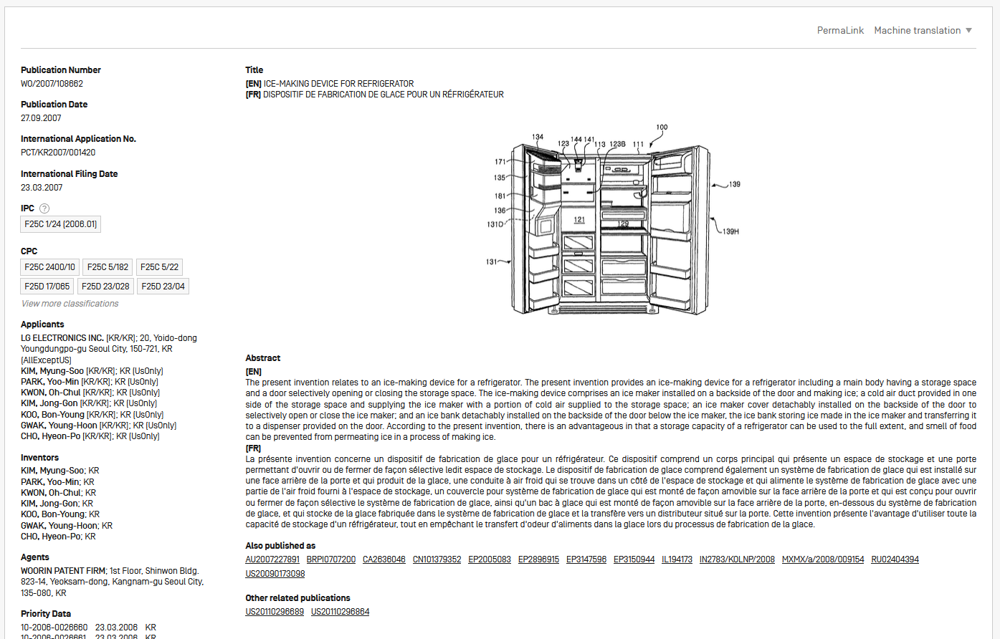 PermaLink Machine translation
Publication Number
WO/2007/108662
Publication Date
27.09.2007
International Application No.
PCT/KR2007/001420
International Filing Date
23.03.2007
IPC ?
F25C 1/24 (2006.01)
CPC
F25C 2400/10 F25C 5/182 F25C 5/22
F25D 17/065 F25D 23/028 F25D 23/04
View more classifications
Applicants
LG ELECTRONICS INC. [KR/KR]; 20, Yoido-dong
Youngdungpo-gu Seoul City, 150-721, KR
(AllExceptUS)
KIM, Myung-Soo [KR/KR]; KR (UsOnly)
PARK, Yoo-Min [KR/KR]; KR (UsOnly)
KWON, Oh-Chul [KR/KR]; KR (UsOnly)
KIM, Jong-Gon [KR/KR]; KR (UsOnly)
KOO, Bon-Young [KR/KR]; KR (UsOnly)
GWAK, Young-Hoon [KR/KR]; KR (UsOnly)
CHO, Hyeon-Po [KR/KR]; KR (UsOnly)
Inventors
KIM, Myung-Soo; KR
PARK, Yoo-Min; KR
KWON, Oh-Chul; KR
KIM, Jong-Gon; KR
KOO, Bon-Young; KR
GWAK, Young-Hoon; KR
CHO, Hyeon-Po; KR
Agents
WOORIN PATENT FIRM; 1st Floor, Shinwon Bldg.
823-14, Yeoksam-dong, Kangnam-gu Seoul City,
135-080, KR
Priority Data
10-2006-0026660 23.03.2006 KR
10-2006-0026661 23.03.2006 KR
Title
[EN] ICE-MAKING DEVICE FOR REFRIGERATOR
[FR] DISPOSITIF DE FABRICATION DE GLACE POUR UN RÉFRIGÉRATEUR
100
134
123 144 141 113 123B 111
171
135
139
181
136
131D
121
129
139H
131
Abstract
[EN]
The present invention relates to an ice-making device for a refrigerator. The present invention provides an ice-making device for a refrigerator including a main body having a storage space
and a door selectively opening or closing the storage space. The ice-making device comprises an ice maker installed on a backside of the door and making ice; a cold air duct provided in one
side of the storage space and supplying the ice maker with a portion of cold air supplied to the storage space; an ice maker cover detachably installed on the backside of the door to
selectively open or close the ice maker; and an ice bank detachably installed on the backside of the door below the ice maker, the ice bank storing ice made in the ice maker and transferring it
to a dispenser provided on the door. According to the present invention, there is an advantageous in that a storage capacity of a refrigerator can be used to the full extent, and smell of food
can be prevented from permeating ice in a process of making ice.
[FR]
La présente invention concerne un dispositif de fabrication de glace pour un réfrigérateur. Ce dispositif comprend un corps principal qui présente un espace de stockage et une porte
permettant d'ouvrir ou de fermer de façon sélective ledit espace de stockage. Le dispositif de fabrication de glace comprend également un système de fabrication de glace qui est installé sur
une face arrière de la porte et qui produit de la glace, une conduite à air froid qui se trouve dans un côté de l'espace de stockage et qui alimente le système de fabrication de glace avec une
partie de l'air froid fourni à l'espace de stockage, un couvercle pour système de fabrication de glace qui est monté de façon amovible sur la face arrière de la porte et qui est conçu pour ouvrir
ou fermer de façon sélective le système de fabrication de glace, ainsi qu'un bac à glace qui est monté de façon amovible sur la face arrière de la porte, en-dessous du système de fabrication
de glace, et qui stocke de la glace fabriquée dans le système de fabrication de glace et la transfère vers un distributeur situé sur la porte. Cette invention présente l'avantage d'utiliser toute la
capacité de stockage d'un réfrigérateur, tout en empêchant le transfert d'odeur d'aliments dans la glace lors du processus de fabrication de la glace.
Also published as
AU2007227891 BRPI0707200 CA2636046 CN101379352 EP2005083 EP2896915 EP3147596 EP3150944 IL194173 IN2783/KOLNP/2008 MXMX/a/2008/009154 RU02404394
US20090173098
Other related publications
US20110296689 US20110296864